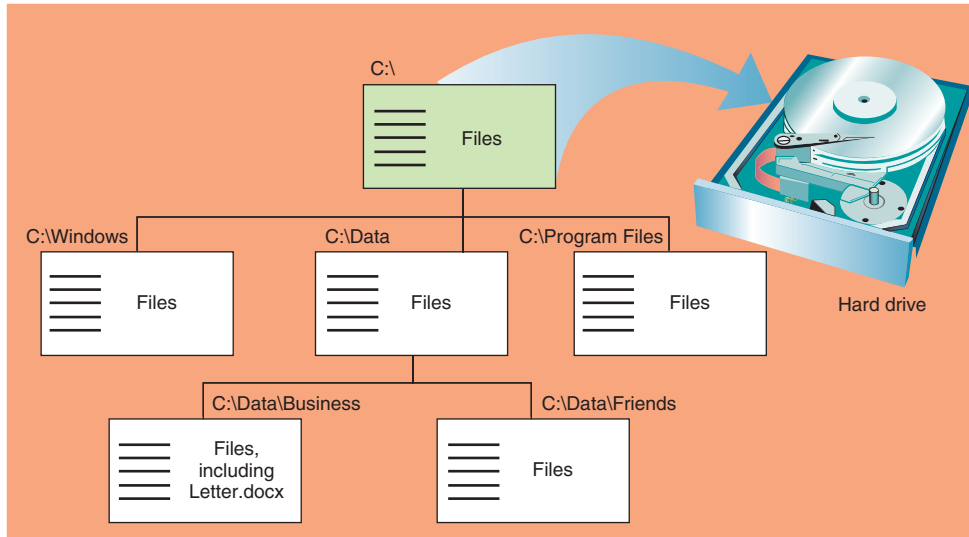 C:\
Files
C:\Windows
C:\Data
C:\Program Files
Files
Files
Files
Hard drive
C:\Data\Business
C:\Data\Friends
Files,
including
Letter.docx
Files